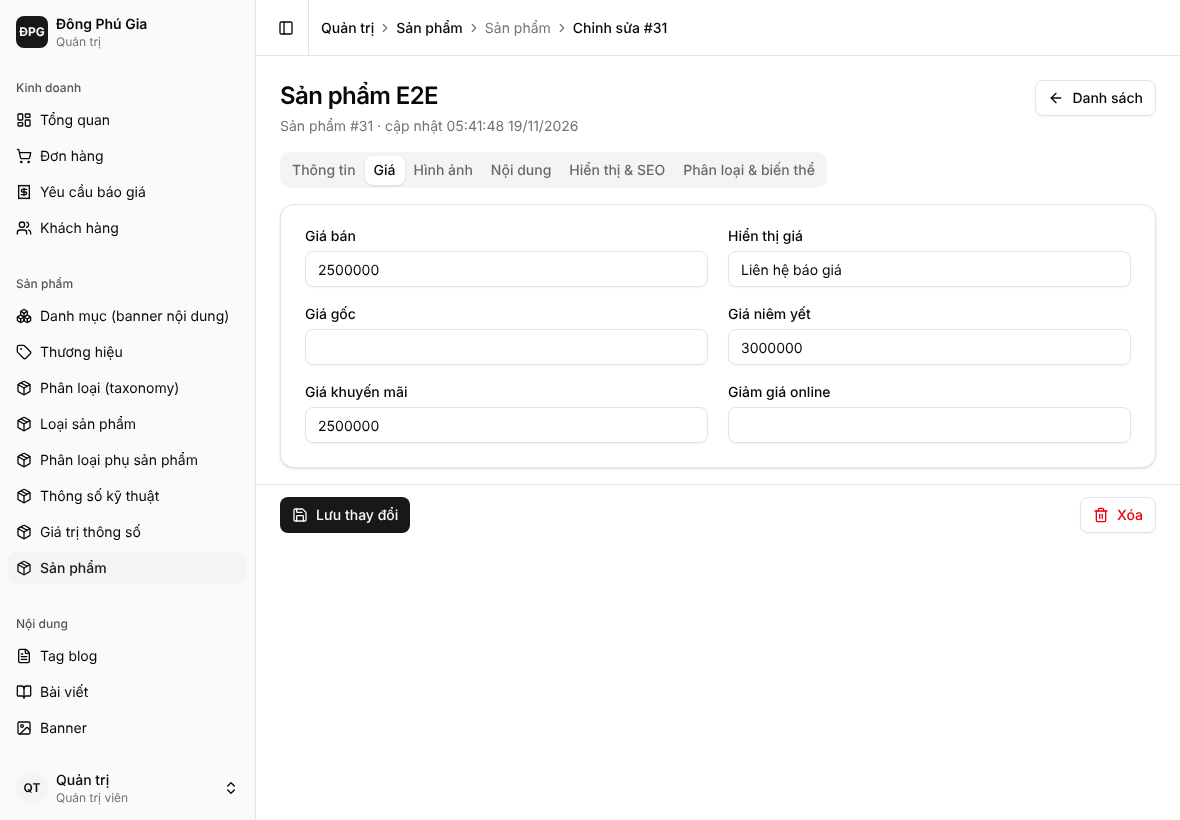 ĐPG
Đông Phú Gia
Quản trị
Kinh doanh
Tổng quan
Đơn hàng
Yêu cầu báo giá
Khách hàng
Sản phẩm
Danh mục (banner nội dung)
Thương hiệu
Phân loại (taxonomy)
Loại sản phẩm
Phân loại phụ sản phẩm
Thông số kỹ thuật
Giá trị thông số
Sản phẩm
Nội dung
Tag blog
Bài viết
Banner
QT
Quản trị
Quản trị viên
Quản trị > Sản phẩm > Sản phẩm > Chỉnh sửa #31
Sản phẩm E2E
Sản phẩm #31 · cập nhật 05:41:48 19/11/2026
Danh sách
Thông tin Giá Hình ảnh Nội dung Hiển thị & SEO Phân loại & biến thể
Giá bán
2500000
Hiển thị giá
Liên hệ báo giá
Giá gốc
Giá niêm yết
3000000
Giá khuyến mãi
2500000
Giảm giá online
Lưu thay đổi
Xóa